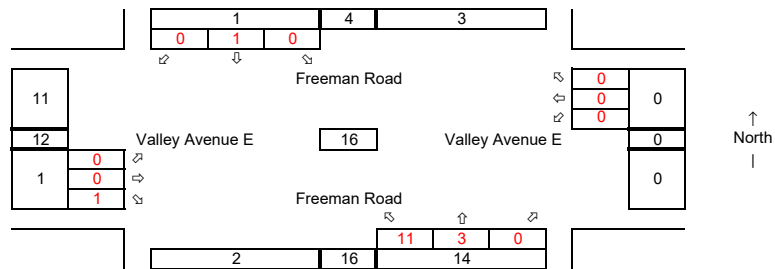 1 4 3
0 1 0
⬃ ⇩ ⬂
Freeman Road
⬁ 0
11 ⇦ 0 0
⬃ 0
↑
12 Valley Avenue E 16 Valley Avenue E 0 North
|
0 ⬀
1 0 ⇨ 0
1 ⬂
Freeman Road
⬁ ⇧ ⬀
11 3 0
2 16 14